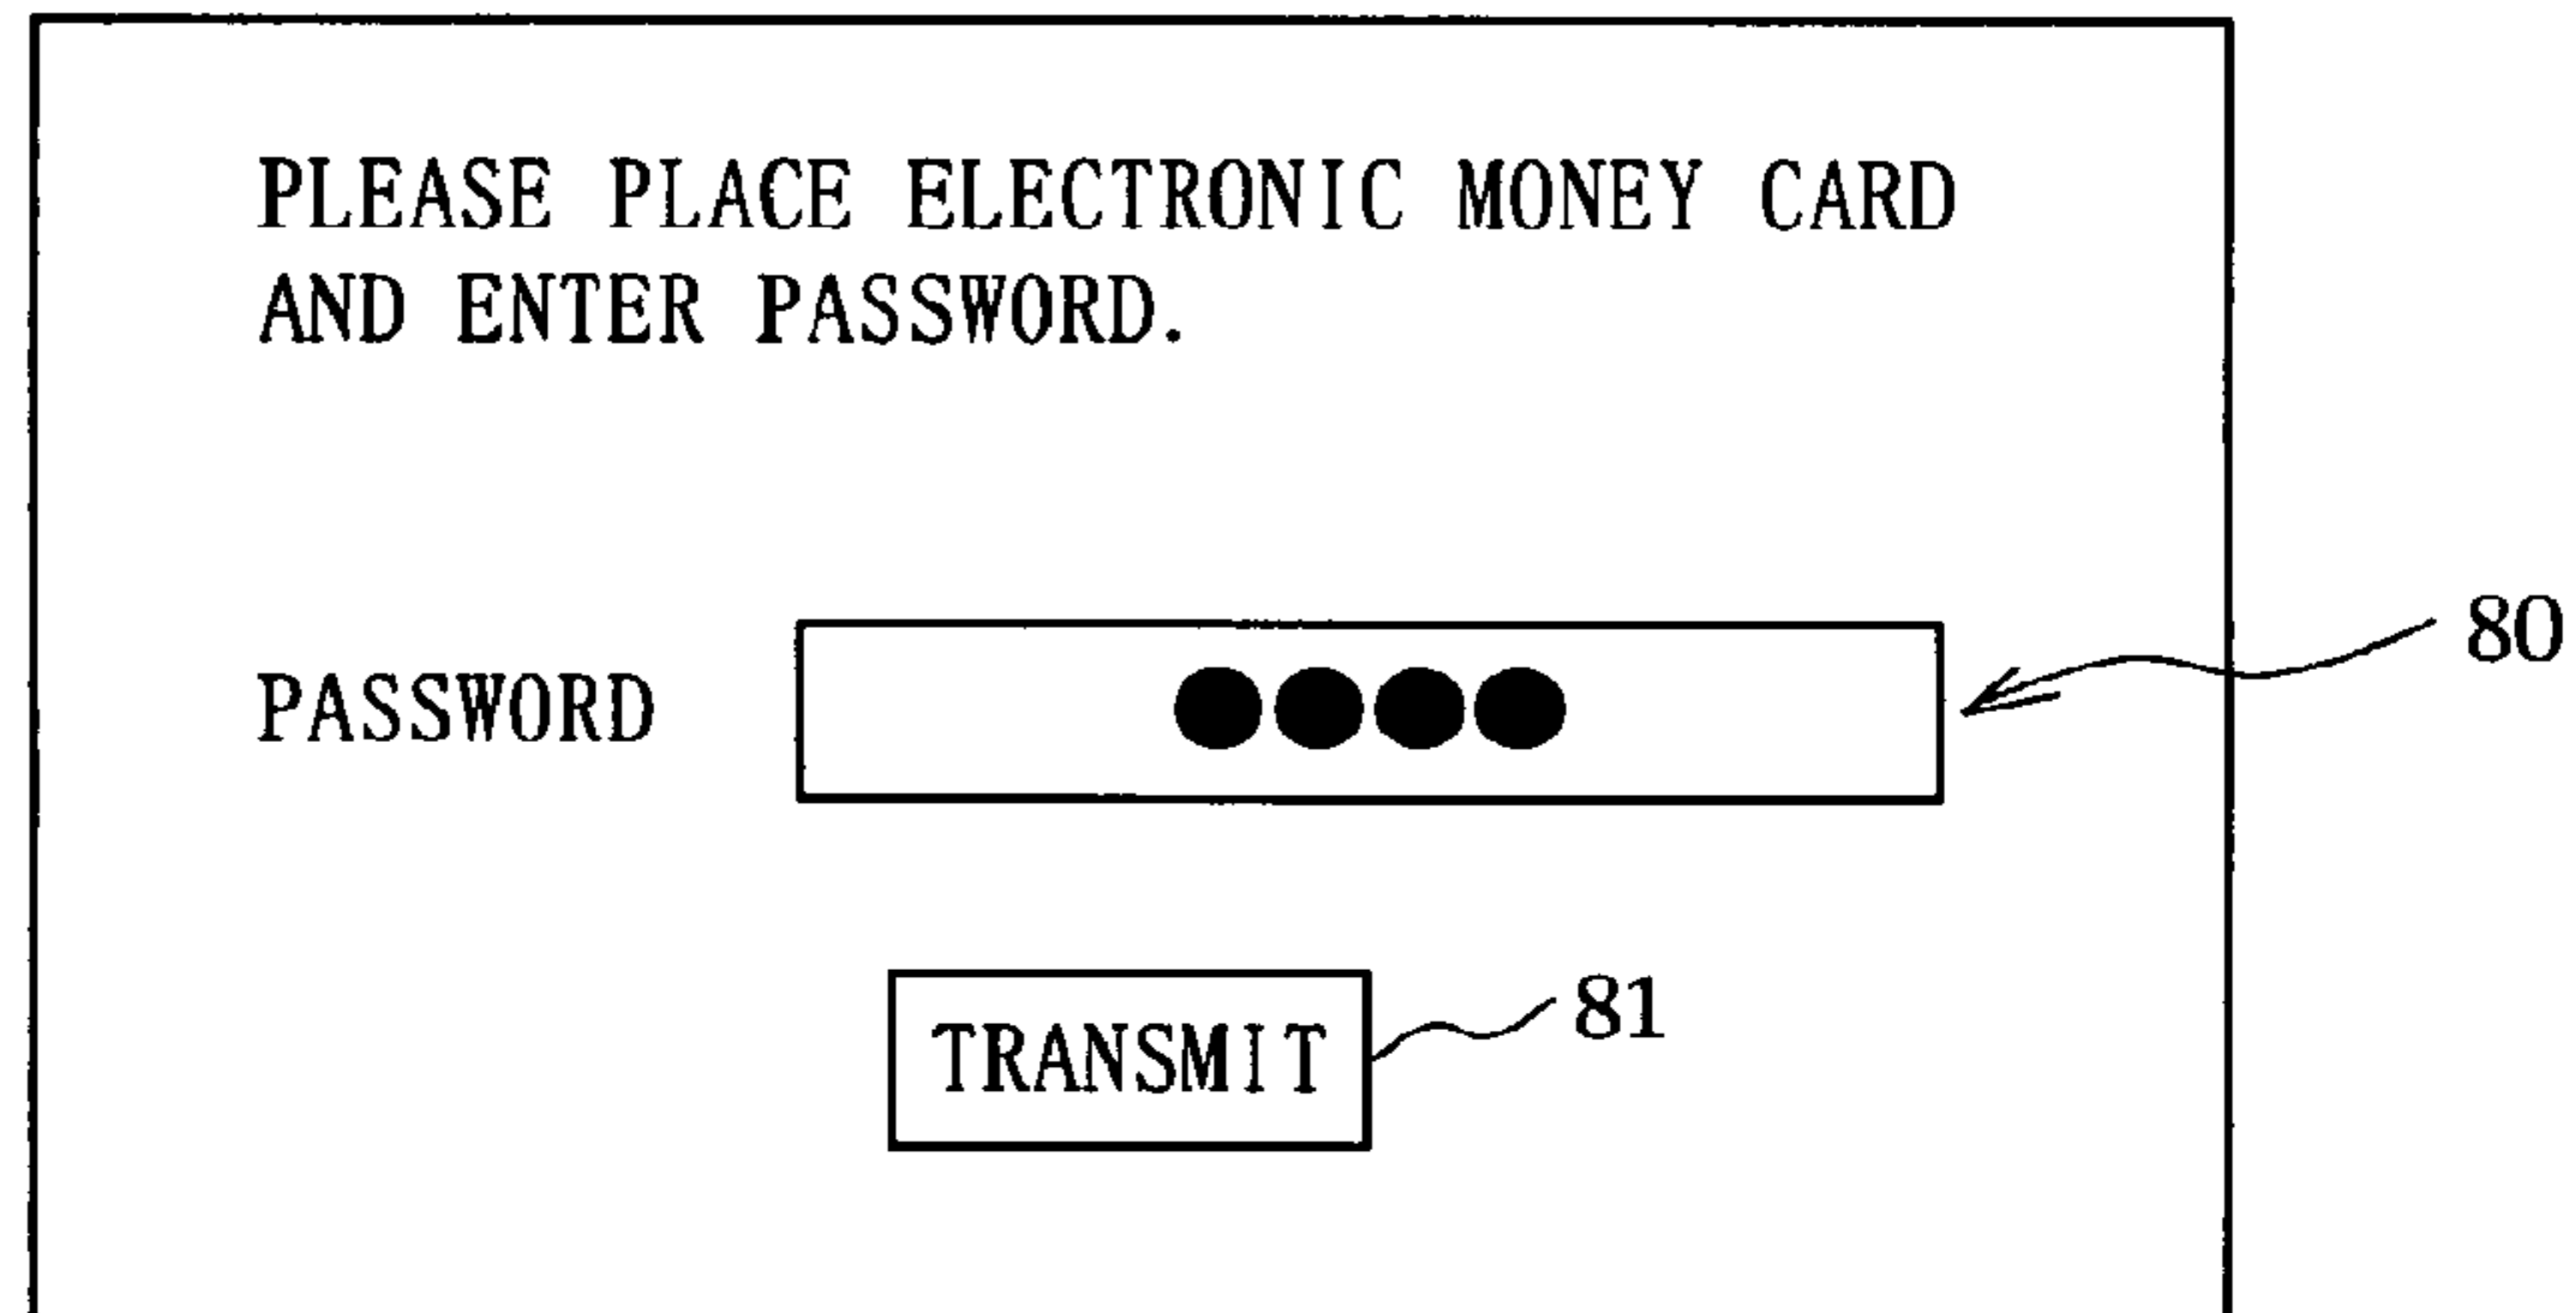 PLEASE PLACE ELECTRONIC MONEY CARD
AND ENTER PASSWORD.
80
PASSWORD ●●●●
81
TRANSMIT